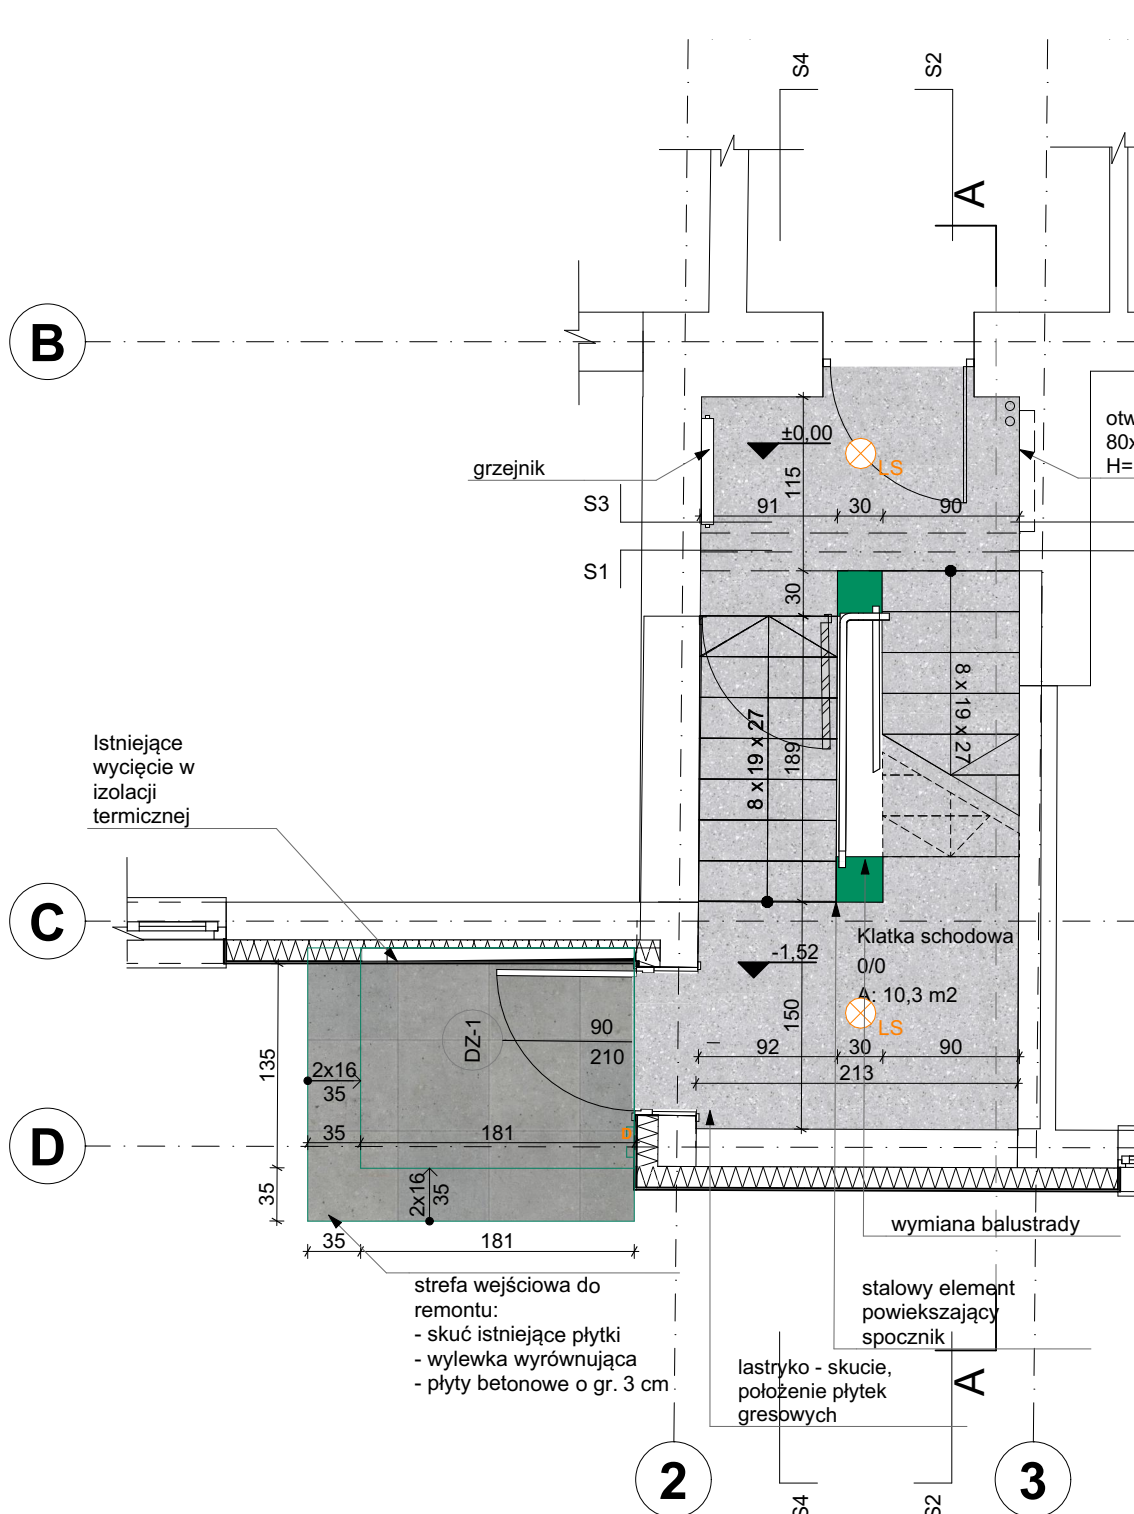 S4
S2
A
B
±0,00
LS
otw
80x
H=
grzejnik
115
91
30
90
S3
S1
30
8 x 19 x 27
8 x 19 x 27
189
Istniejące
wycięcie w
izolacji
termicznej
C
Klatka schodowa
0/0
A: 10,3 m2
-1,52
LS
150
DZ-1
90
210
92
30
90
213
135
2x16
35
D
35
181
D
35
2x16
35
35
181
wymiana balustrady
strefa wejściowa do
remontu:
- skuć istniejące płytki
- wylewka wyrównująca
- płyty betonowe o gr. 3 cm
stalowy element
powiekszający
spocznik
lastryko - skucie,
położenie płytek
gresowych
A
2
3
S4
S2